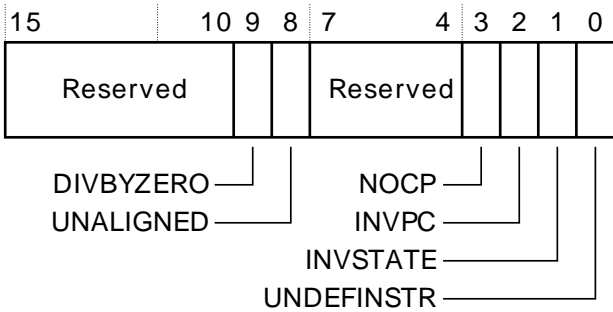 15 10 9 8 7 4 3 2 1 0
Reserved Reserved
DIVBYZERO NOCP
UNALIGNED INVPC
INVSTATE
UNDEFINSTR